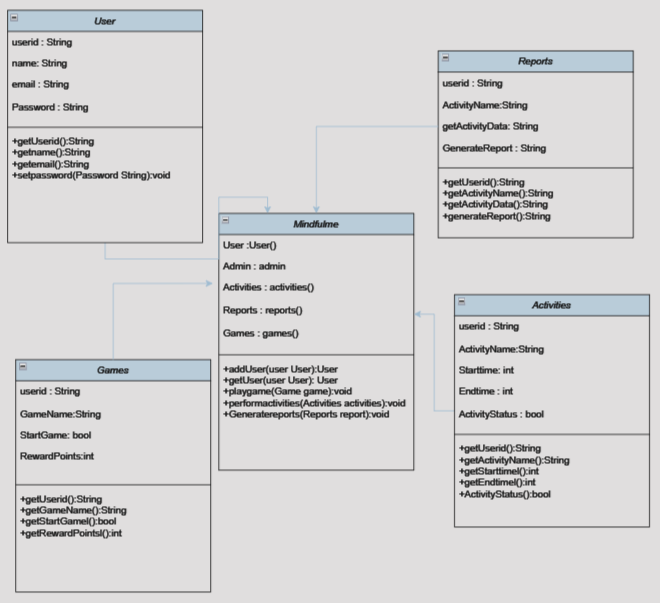 User
userid : String
name: String
email : String
Password : String
+getUserid():String
+getname():String
+getemail():String
+setpassword(Password String):void
Reports
userid : String
ActivityName:String
getActivityData: String
GenerateReport : String
+getUserid():String
+getActivityName():String
+getActivityData():String
+generateReport():String
Mindfulme
User :User()
Admin : admin
Activities : activities()
Reports : reports()
Games : games()
+addUser(user User):User
+getUser(user User): User
+playgame(Game game):void
+performactivities(Activities activities):void
+Generatereports(Reports report):void
Activities
userid : String
ActivityName:String
Starttime: int
Endtime : int
ActivityStatus : bool
+getUserid():String
+getActivityName():String
+getStarttimeI():int
+getEndtimeI():int
+ActivityStatus():bool
Games
userid : String
GameName:String
StartGame: bool
RewardPoints:int
+getUserid():String
+getGameName():String
+getStartGameI():bool
+getRewardPointsI():int